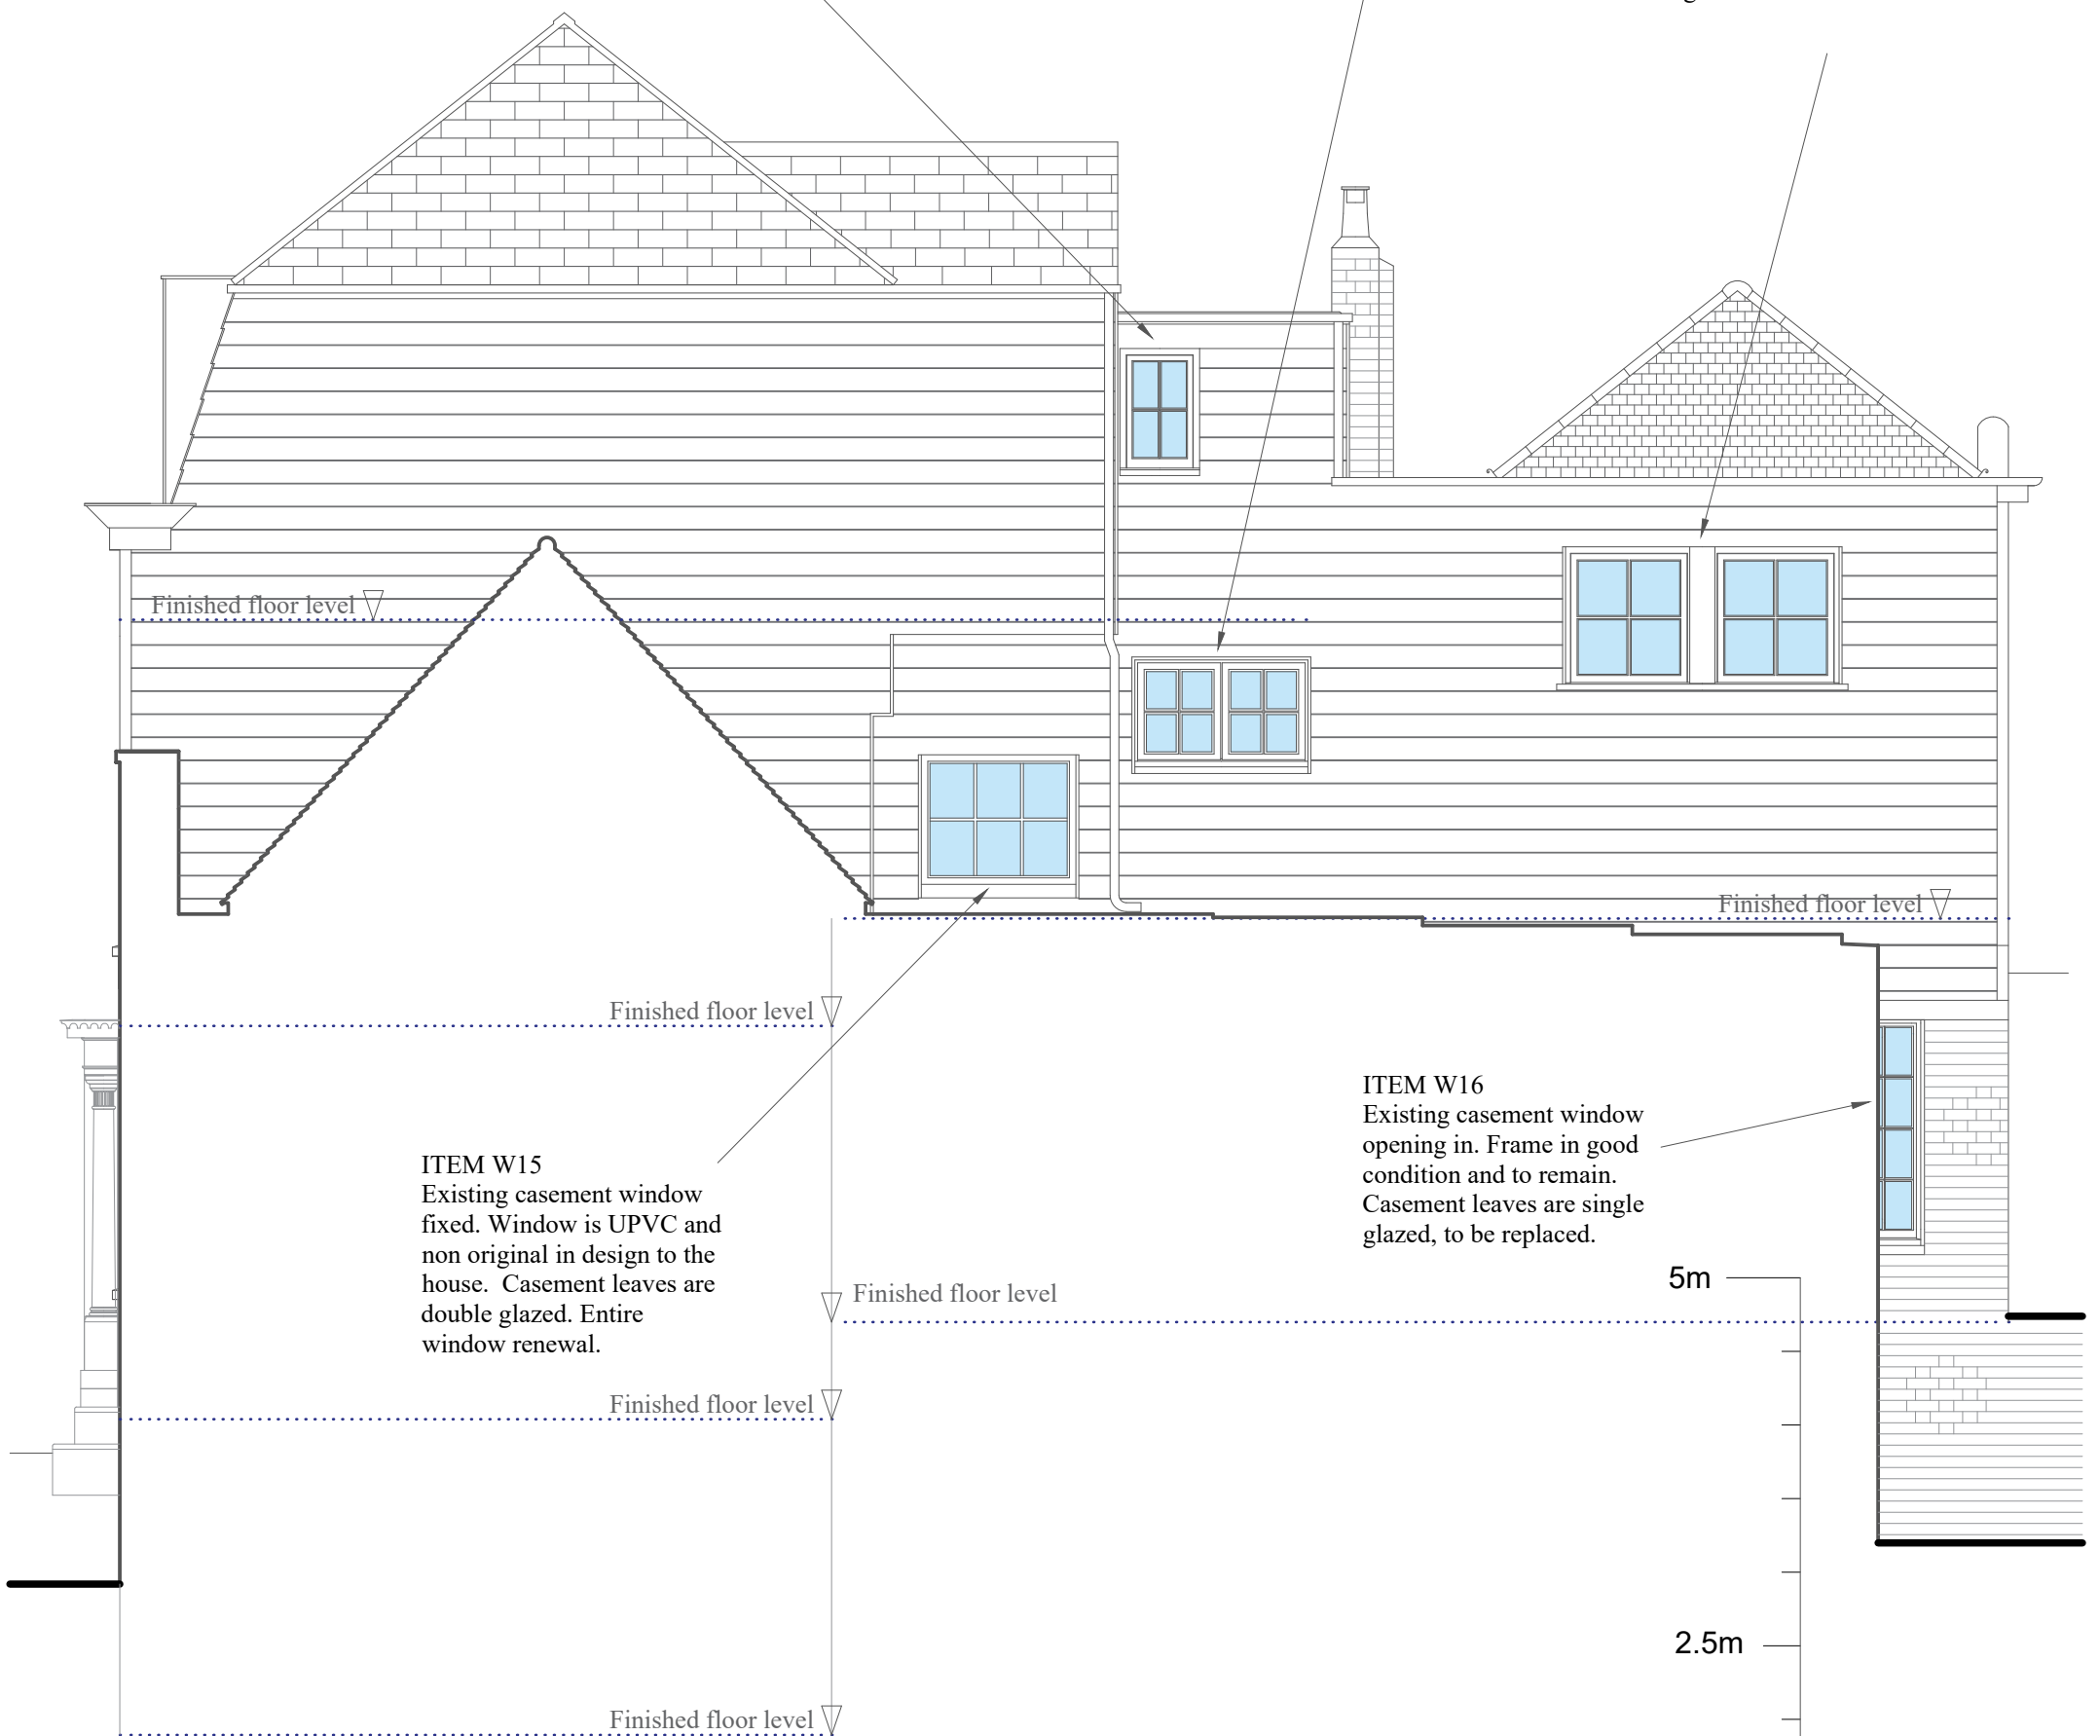 Finished floor level
Finished floor level
Finished floor level
ITEM W16
Existing casement window
opening in. Frame in good
condition and to remain.
Casement leaves are single
glazed, to be replaced.
ITEM W15
Existing casement window
fixed. Window is UPVC and
non original in design to the
house.  Casement leaves are
double glazed. Entire
window renewal.
5m
Finished floor level
Finished floor level
2.5m
Finished floor level